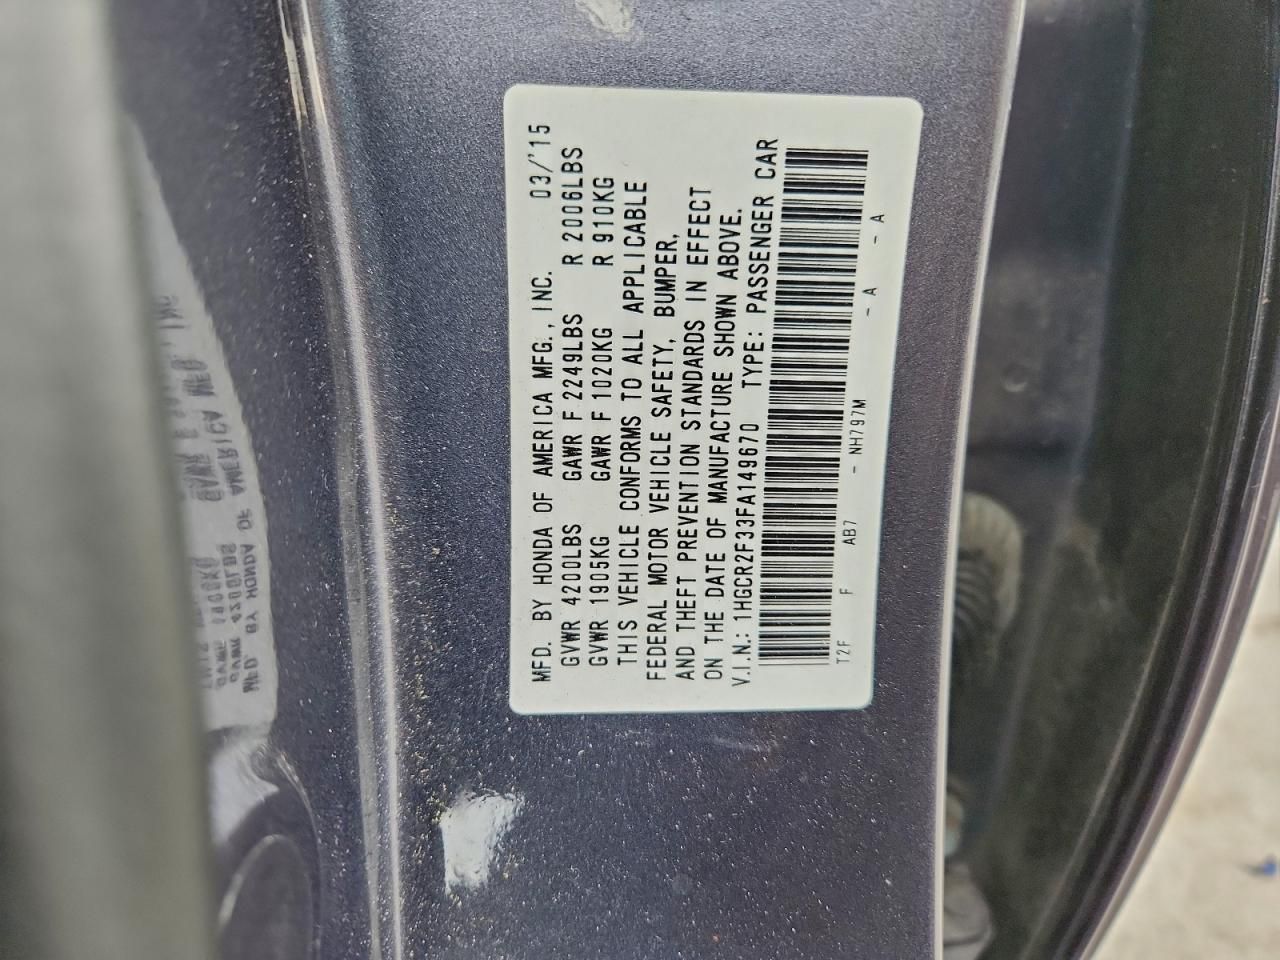 MFD. BY HONDA OF AMERICA MFG., INC. 03/'15
GVWR 4200LBS GAWR F 2249LBS R 2006LBS
GVWR 1905KG GAWR F 1020KG R 910KG
THIS VEHICLE CONFORMS TO ALL APPLICABLE
FEDERAL MOTOR VEHICLE SAFETY, BUMPER,
AND THEFT PREVENTION STANDARDS IN EFFECT
ON THE DATE OF MANUFACTURE SHOWN ABOVE.
V.I.N.: 1HGCR2F33FA149670 TYPE: PASSENGER CAR
T2F F AB7 - NH797M - A - A